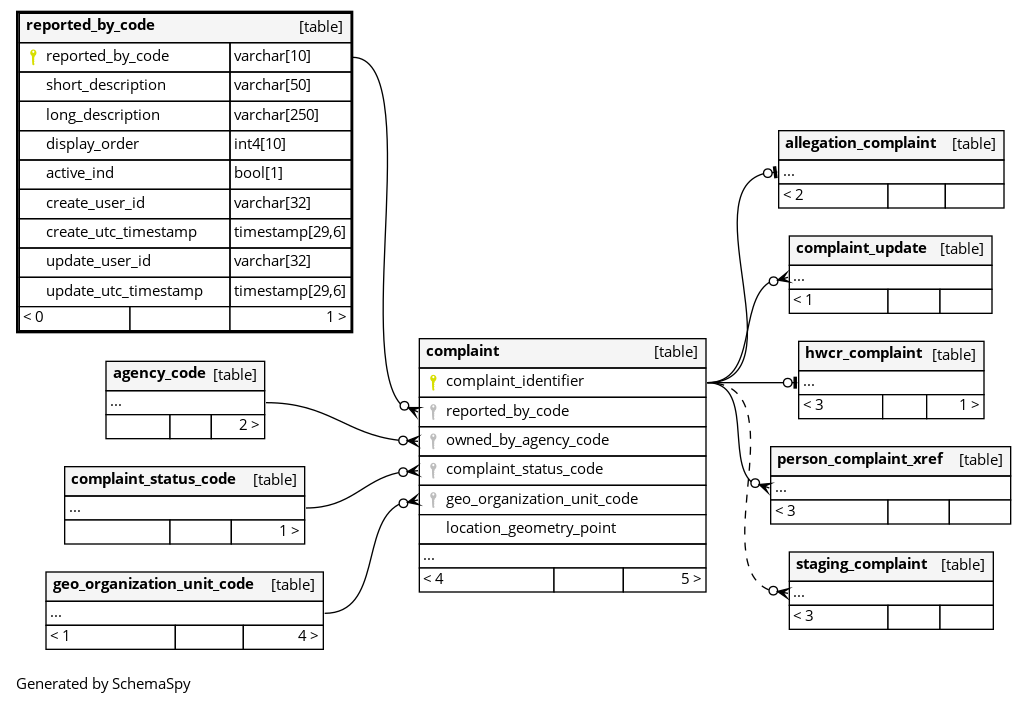 reported_by_code [table]
reported_by_code varchar[10]
short_description varchar[50]
long_description varchar[250]
display_order int4[10]
active_ind bool[1]
create_user_id varchar[32]
create_utc_timestamp timestamp[29,6]
update_user_id varchar[32]
update_utc_timestamp timestamp[29,6]
< 0 1 >
agency_code [table]
...
2 >
complaint_status_code [table]
...
1 >
geo_organization_unit_code [table]
...
< 1 4 >
complaint [table]
complaint_identifier
reported_by_code
owned_by_agency_code
complaint_status_code
geo_organization_unit_code
location_geometry_point
...
< 4 5 >
allegation_complaint [table]
...
< 2
complaint_update [table]
...
< 1
hwcr_complaint [table]
...
< 3 1 >
person_complaint_xref [table]
...
< 3
staging_complaint [table]
...
< 3
Generated by SchemaSpy